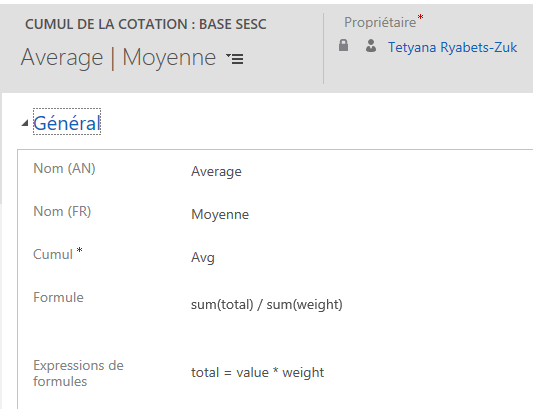 CUMUL DE LA COTATION : BASE SESC
Average | Moyenne
Propriétaire*
Tetyana Ryabets-Zuk
Général
Nom (AN) Average
Nom (FR) Moyenne
Cumul * Avg
Formule sum(total) / sum(weight)
Expressions de
formules total = value * weight